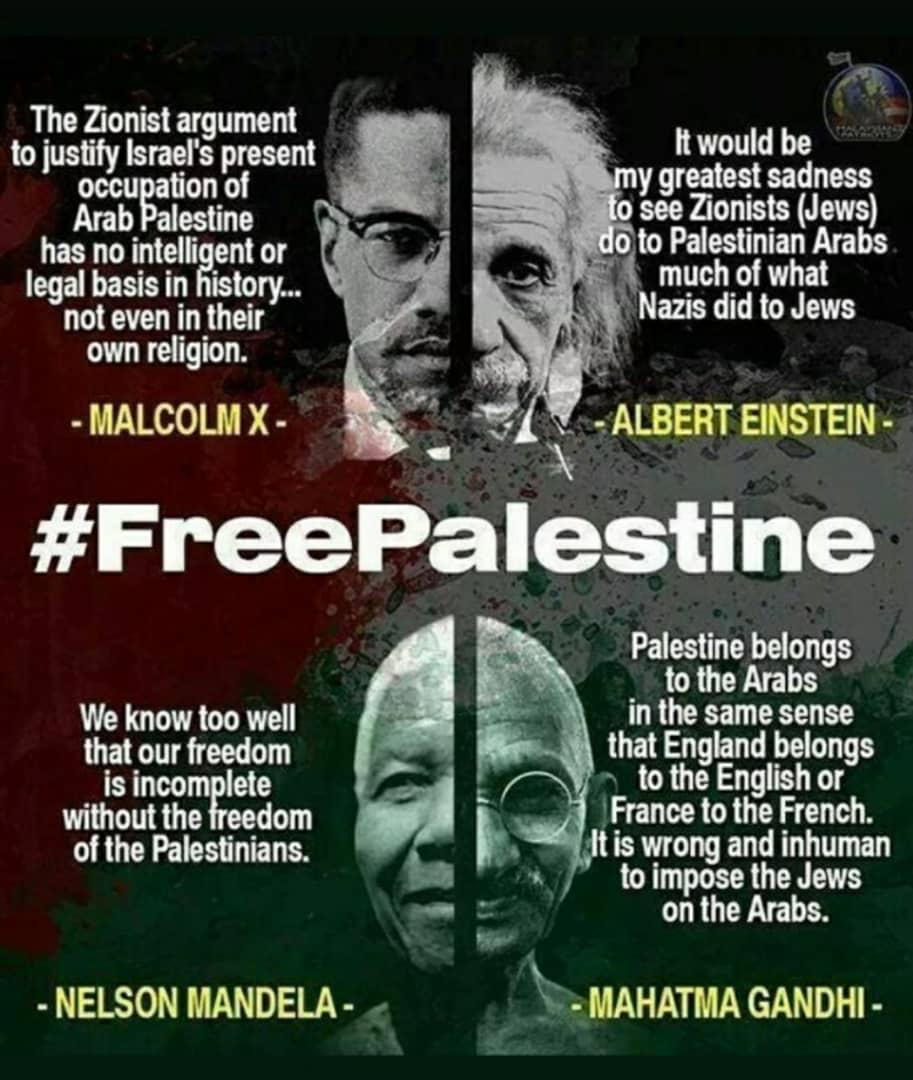 The Zionist argument
to justify Israel's present
occupation of
Arab Palestine
has no intelligent or
legal basis in history...
not even in their
own religion.
- MALCOLM X -
It would be
my greatest sadness
to see Zionists (Jews)
do to Palestinian Arabs
much of what
Nazis did to Jews
- ALBERT EINSTEIN -
#FreePalestine
We know too well
that our freedom
is incomplete
without the freedom
of the Palestinians.
- NELSON MANDELA -
Palestine belongs
to the Arabs
in the same sense
that England belongs
to the English or
France to the French.
It is wrong and inhuman
to impose the Jews
on the Arabs.
- MAHATMA GANDHI -